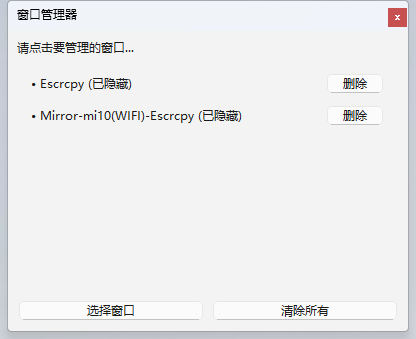 窗口管理器
x
请点击要管理的窗口...
• Escrcpy (已隐藏) 删除
• Mirror-mi10(WIFI)-Escrcpy (已隐藏) 删除
选择窗口 清除所有